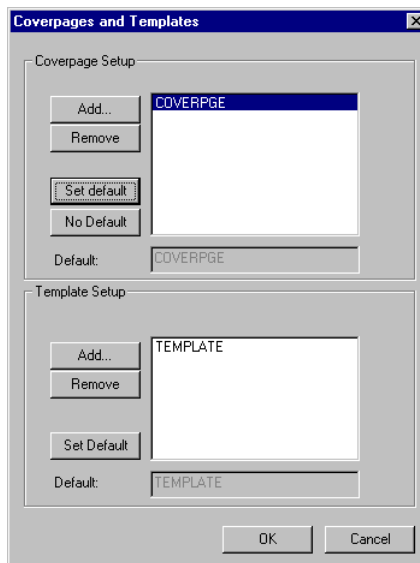 Coverpages and Templates
Coverpage Setup
Add...
Remove
Set default
No Default
COVERPGE
Default:
COVERPGE
Template Setup
Add...
Remove
Set Default
TEMPLATE
Default:
TEMPLATE
OK
Cancel